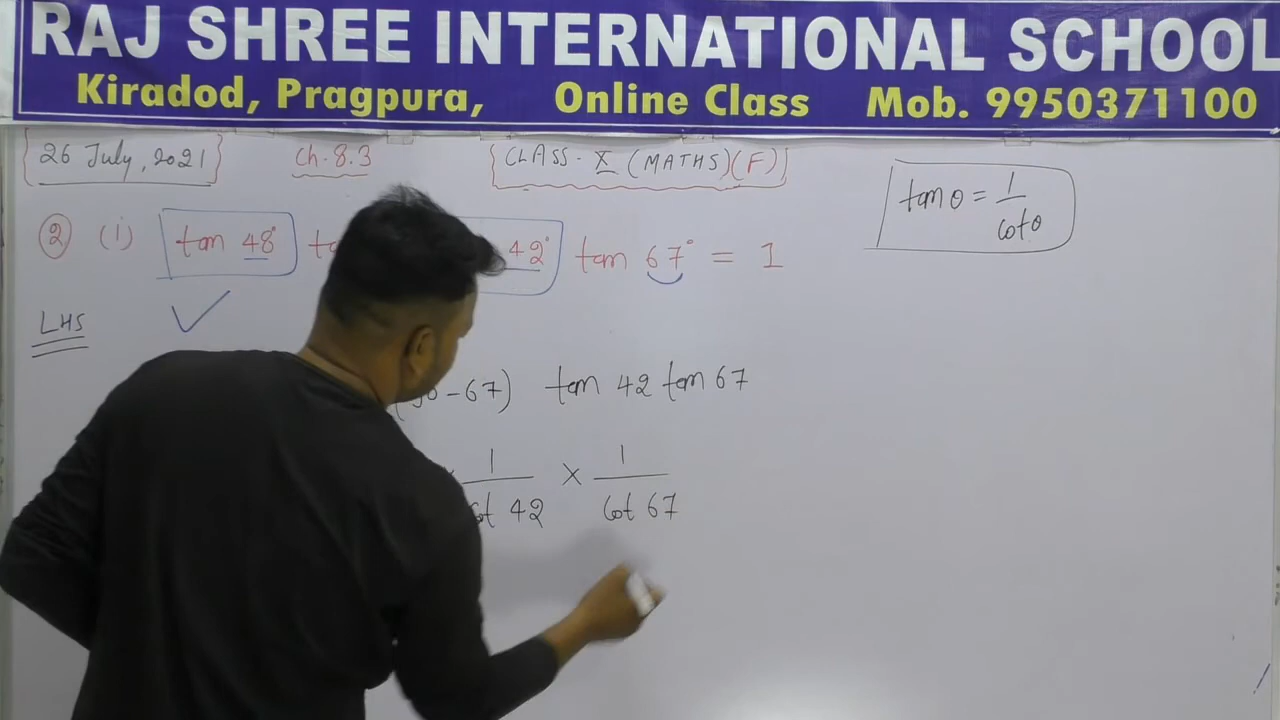 RAJ SHREE INTERNATIONAL SCHOOL
Kiradod, Pragpura, Online Class Mob. 9950371100
26 July, 2021 Ch-8.3 CLASS-X (MATHS)(F)
tan θ = 1/cot θ
2 (i) tan 48° 42° tan 67° = 1
LHS
- 67) tan 42 tan 67
1/cot 42 × 1/cot 67